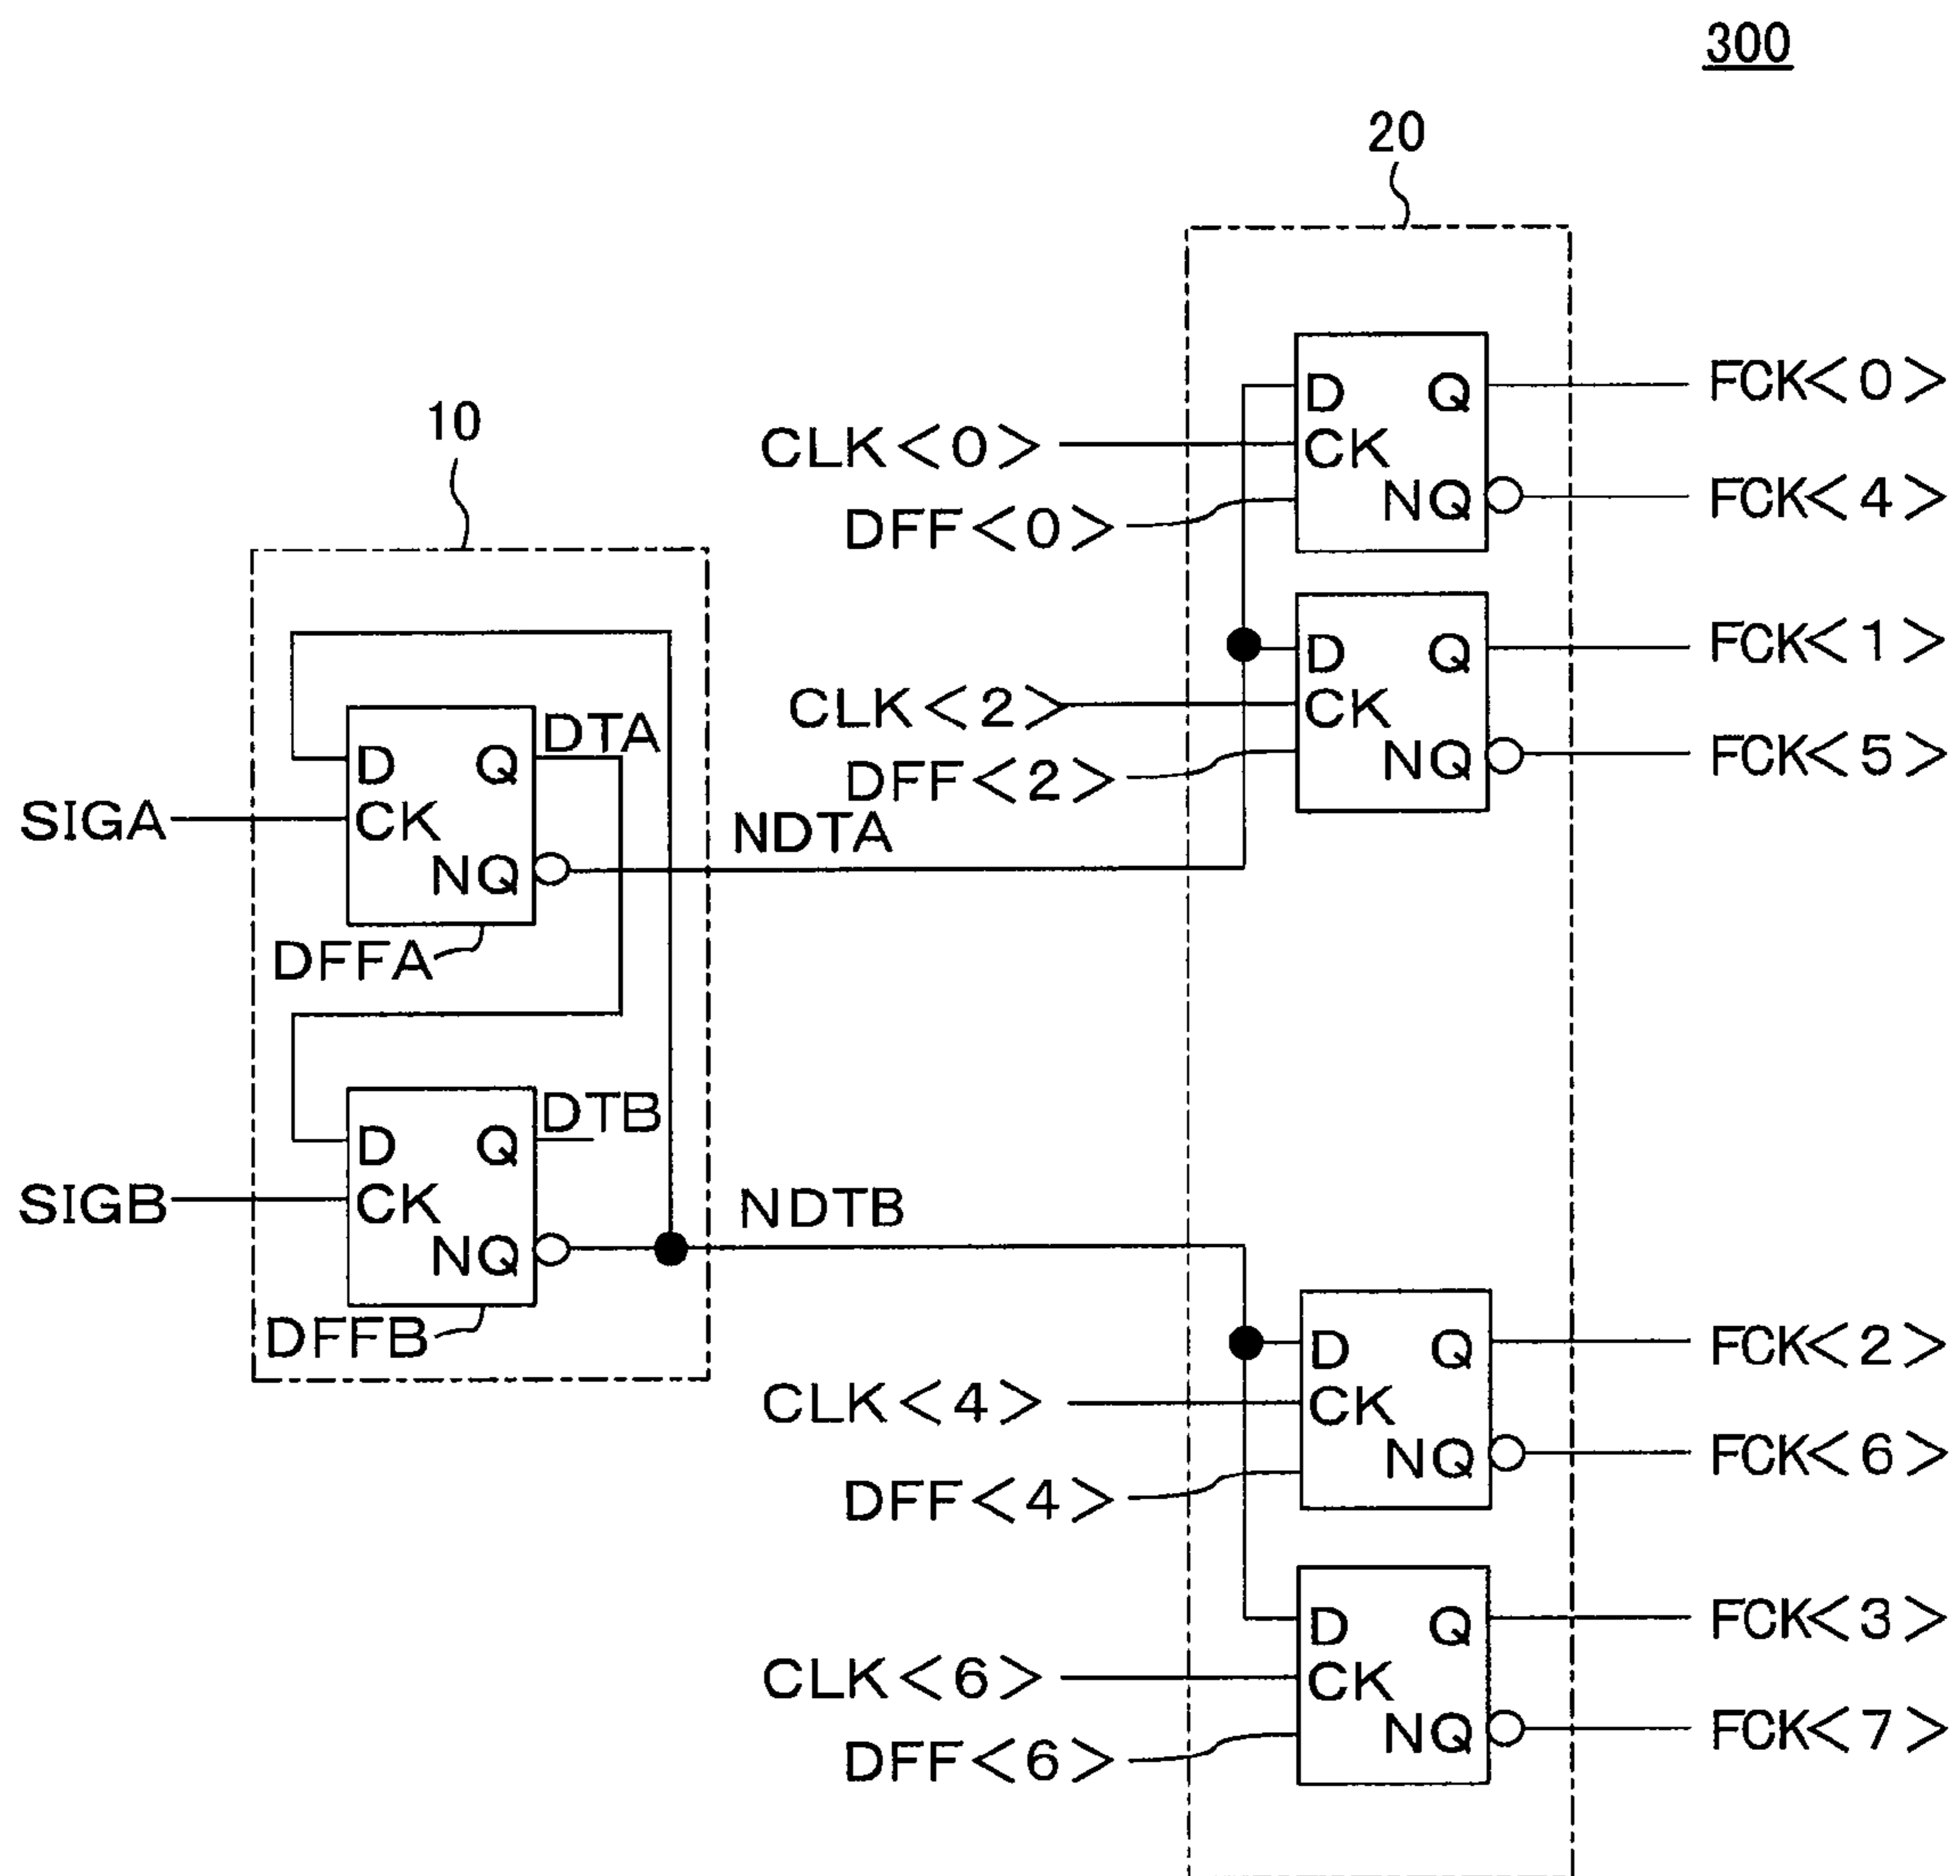 300
20
10
D Q
CK
NQ
CLK<0>
DFF<0>
FCK<0>
FCK<4>
D Q
CK
NQ
CLK<2>
DFF<2>
FCK<1>
FCK<5>
SIGA
D Q
CK
NQ
DTA
NDTA
DFFA
SIGB
D Q
CK
NQ
DTB
NDTB
DFFB
D Q
CK
NQ
CLK<4>
DFF<4>
FCK<2>
FCK<6>
D Q
CK
NQ
CLK<6>
DFF<6>
FCK<3>
FCK<7>